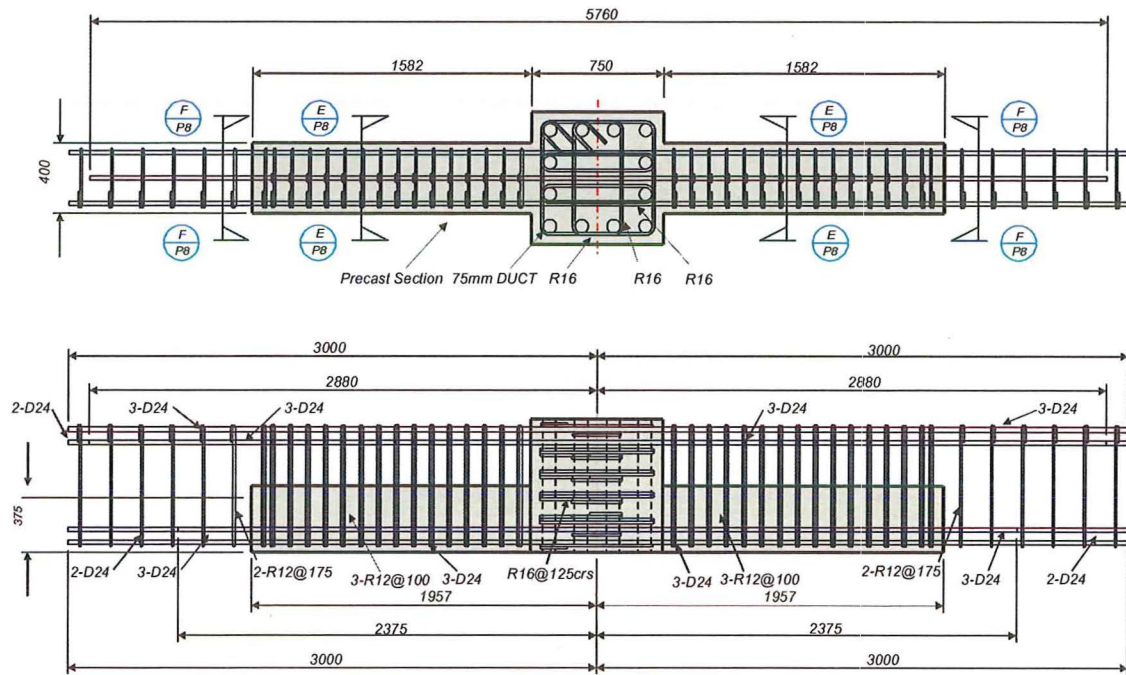 5760
1582 750 1582
F E E F
P8 P8 P8 P8
400
F E E F
P8 P8 P8 P8
Precast Section 75mm DUCT R16 R16 R16
3000 3000
2880 2880
2-D24 3-D24 3-D24 3-D24 3-D24
375
2-D24 3-D24 2-R12@175 3-R12@100 3-D24 R16@125crs 3-D24 3-R12@100 2-R12@175 3-D24 2-D24
1957 1957
2375 2375
3000 3000